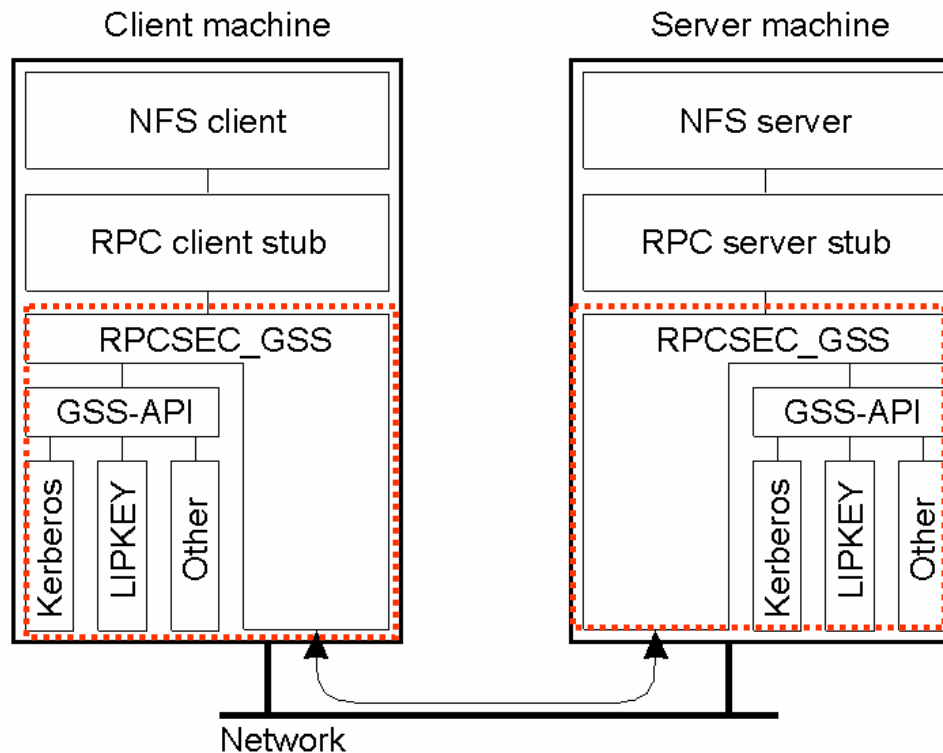 Client machine
Server machine
NFS client
NFS server
RPC client stub
RPC server stub
RPCSEC_GSS
RPCSEC_GSS
GSS-API
GSS-API
Kerberos
LIPKEY
Other
Kerberos
LIPKEY
Other
Network